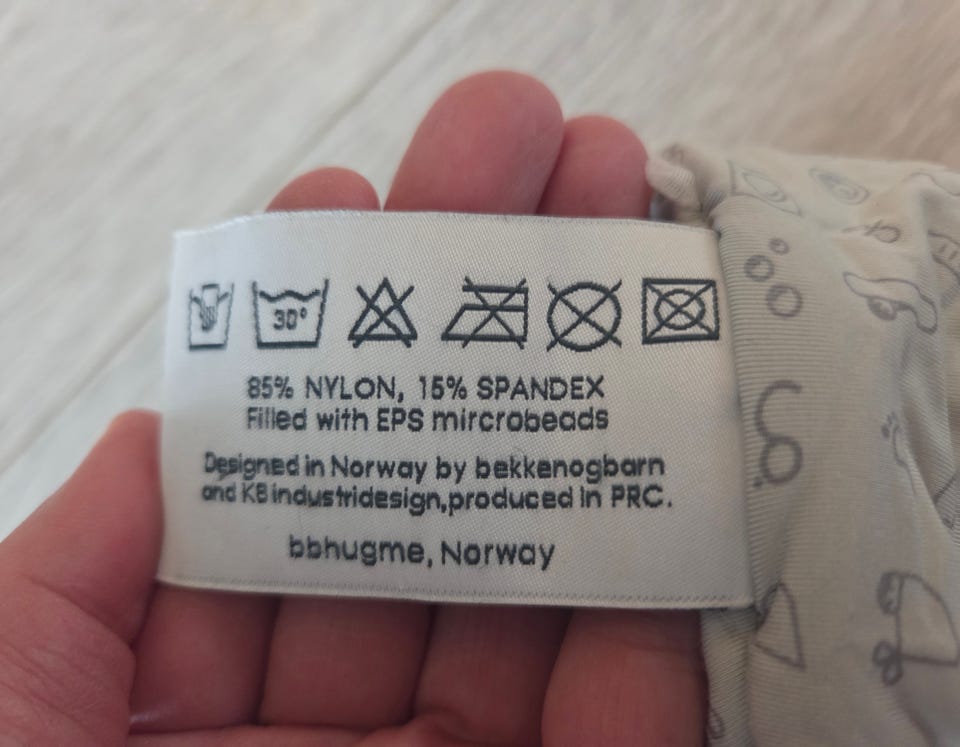 30°
85% NYLON, 15% SPANDEX
Filled with EPS mircrobeads
Designed in Norway by bekkenogbarn
and KB industridesign,produced in PRC.
bbhugme, Norway